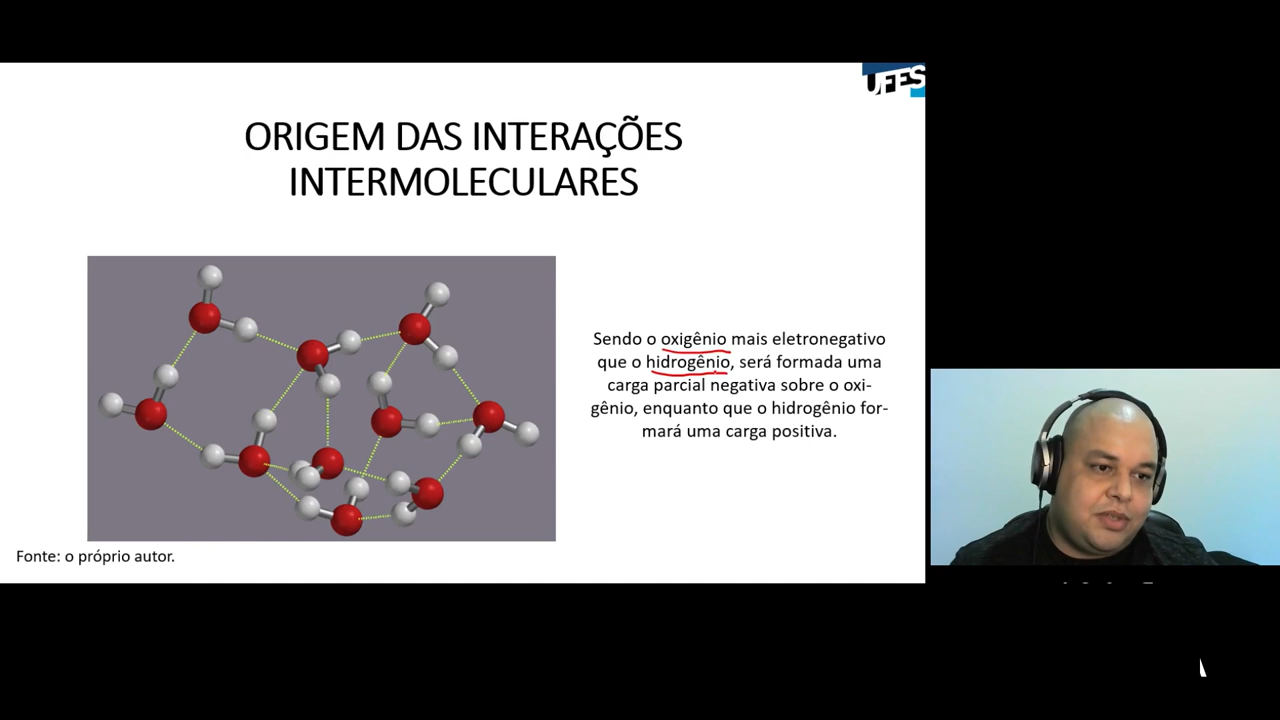 UFES
ORIGEM DAS INTERAÇÕES
INTERMOLECULARES
Sendo o oxigênio mais eletronegativo
que o hidrogênio, será formada uma
carga parcial negativa sobre o oxi-
gênio, enquanto que o hidrogênio for-
mará uma carga positiva.
Fonte: o próprio autor.